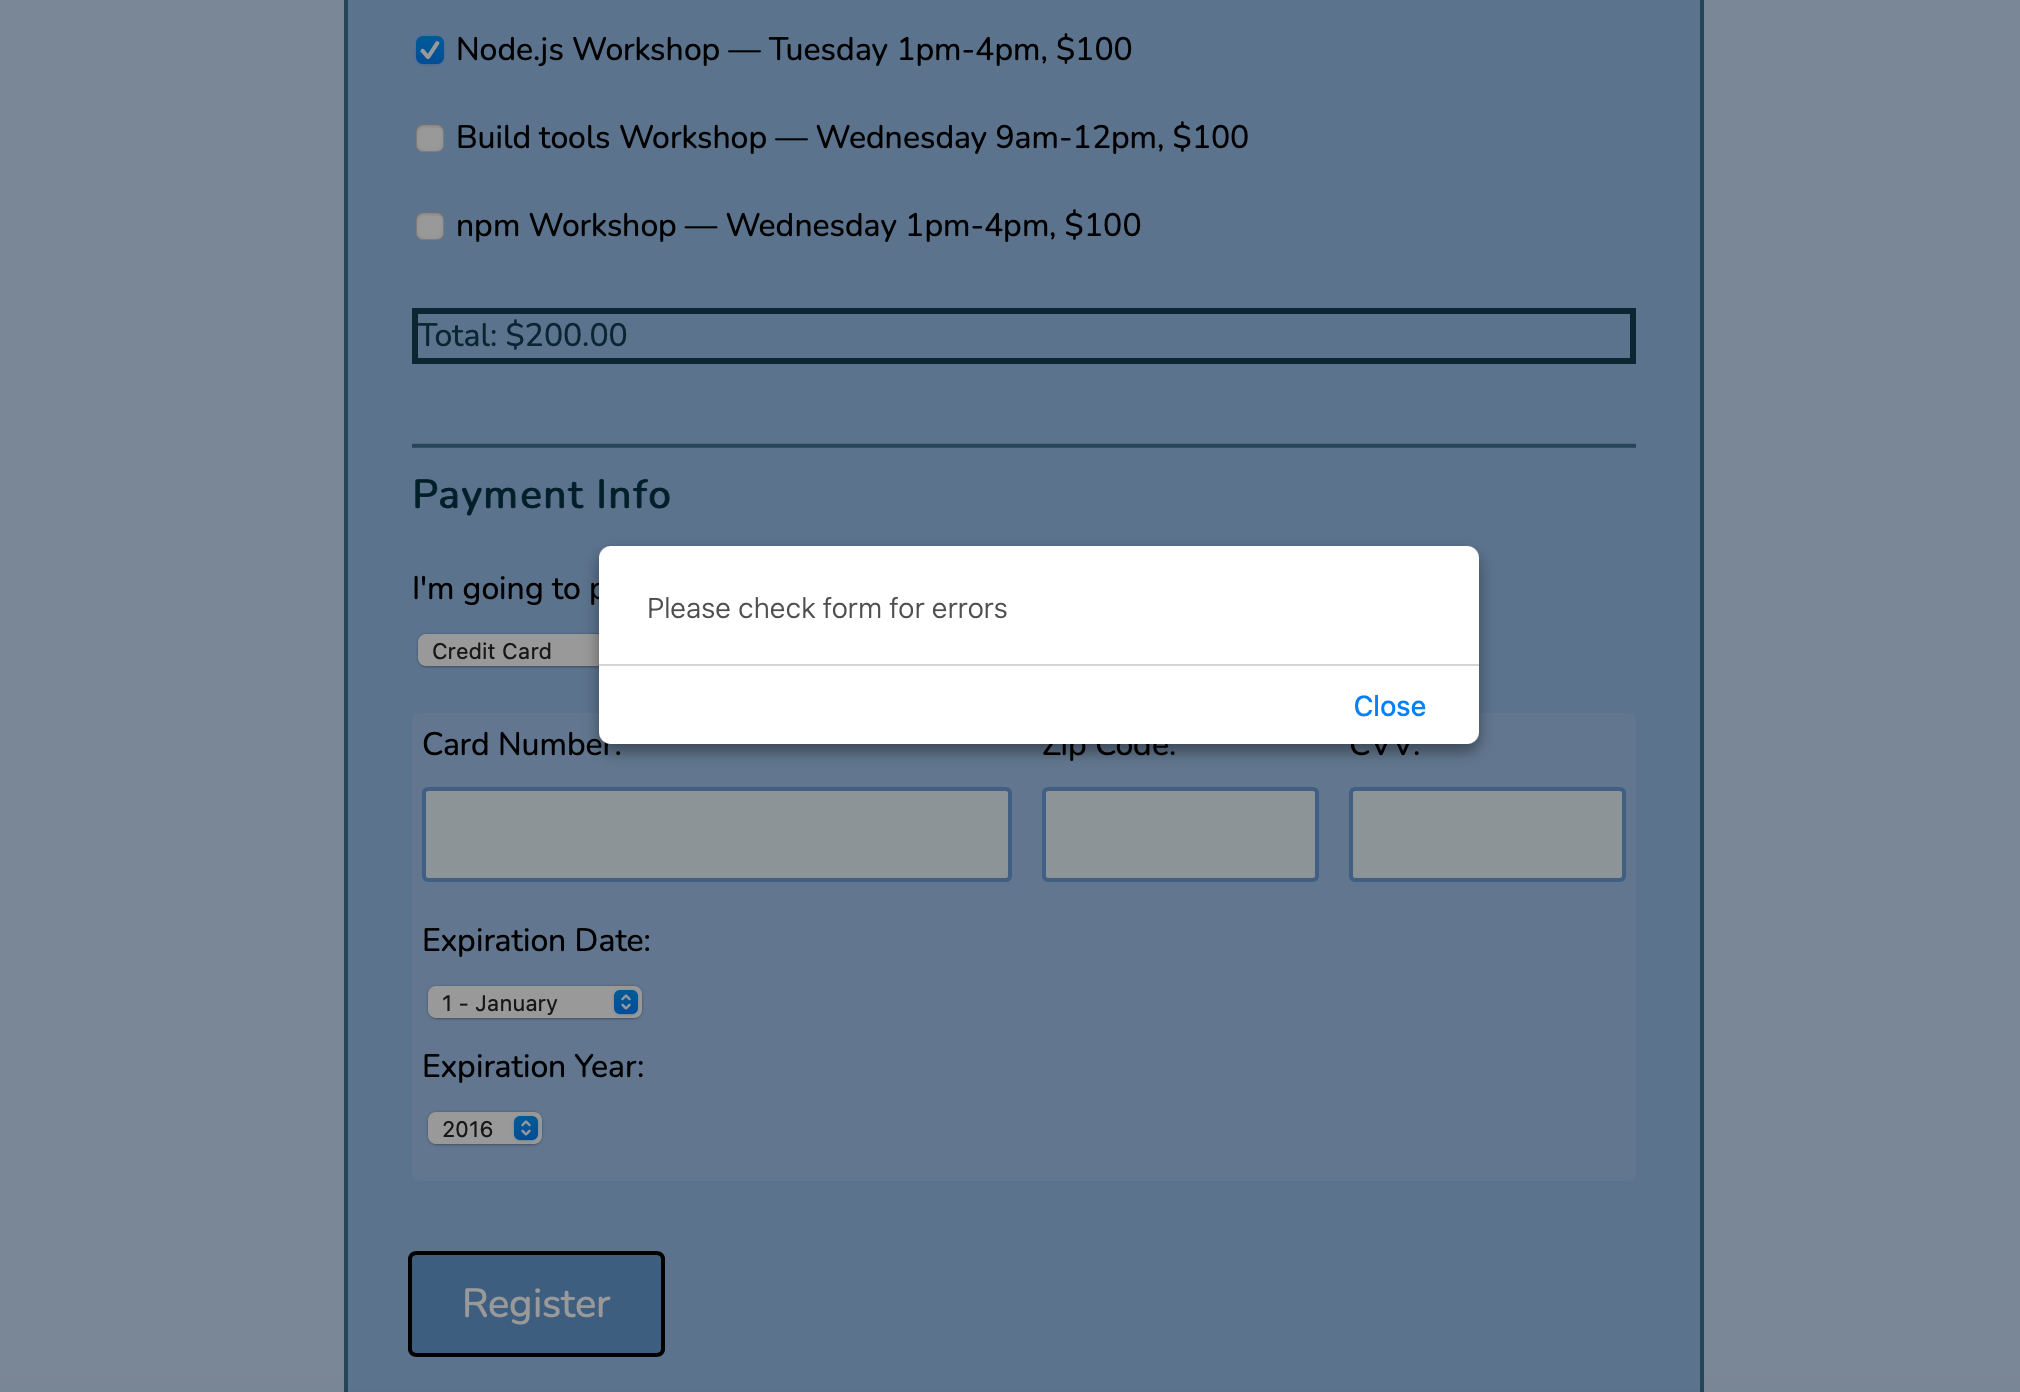 Node.js Workshop — Tuesday 1pm-4pm, $100
Build tools Workshop — Wednesday 9am-12pm, $100
npm Workshop — Wednesday 1pm-4pm, $100
Total: $200.00
Payment Info
I'm going to
Please check form for errors
Credit Card
Close
Card Number:
Zip Code:
CVV:
Expiration Date:
1 - January
Expiration Year:
2016
Register